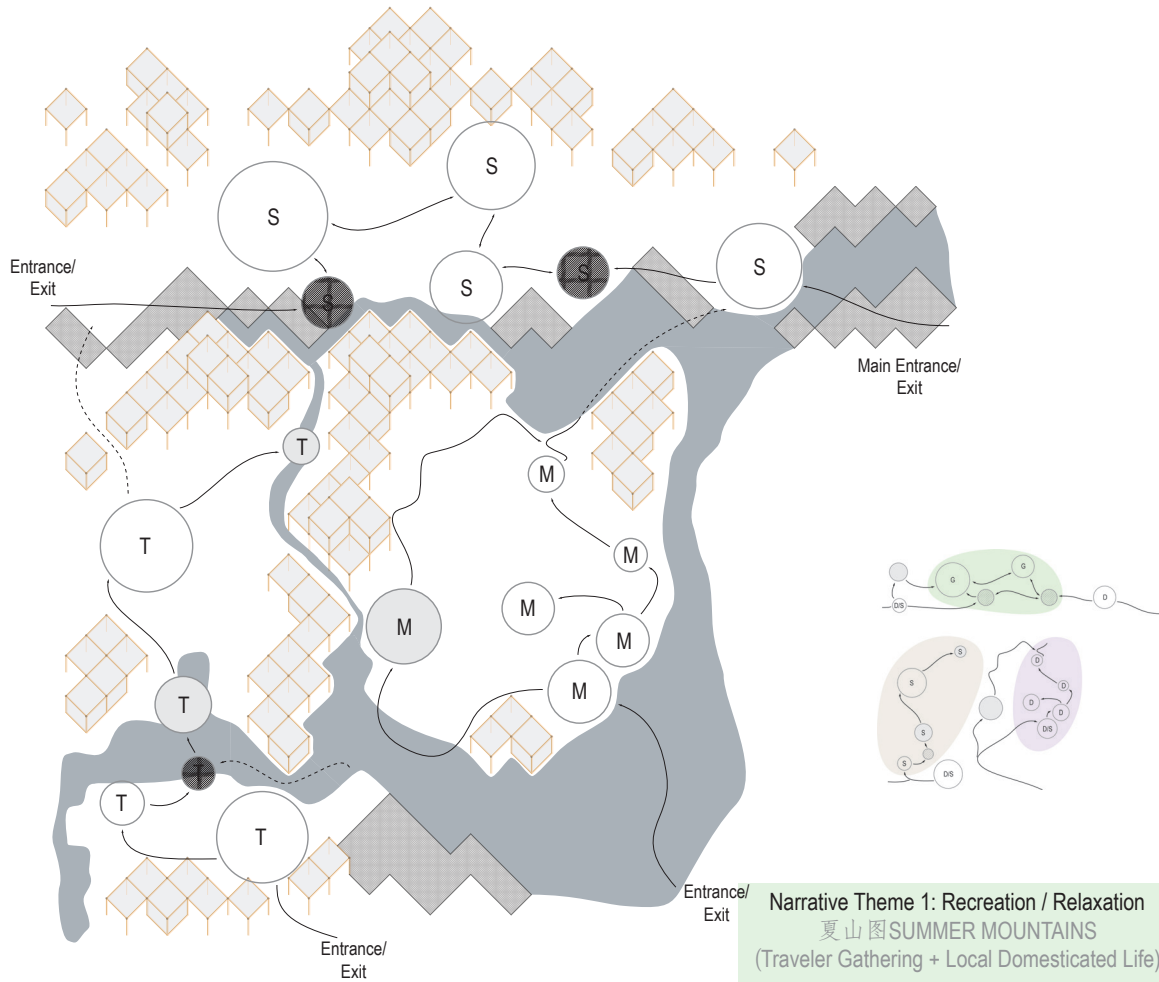 S
S
S
S
S
S
Entrance/
Exit
Main Entrance/
Exit
T
M
T
M
M
M
M
M
T
T
T
T
Entrance/
Exit
Entrance/
Exit
G
G
D/S
D
S
S
S
S
D/S
D
D
D
D
D/S
Narrative Theme 1: Recreation / Relaxation
夏山图SUMMER MOUNTAINS
(Traveler Gathering + Local Domesticated Life)